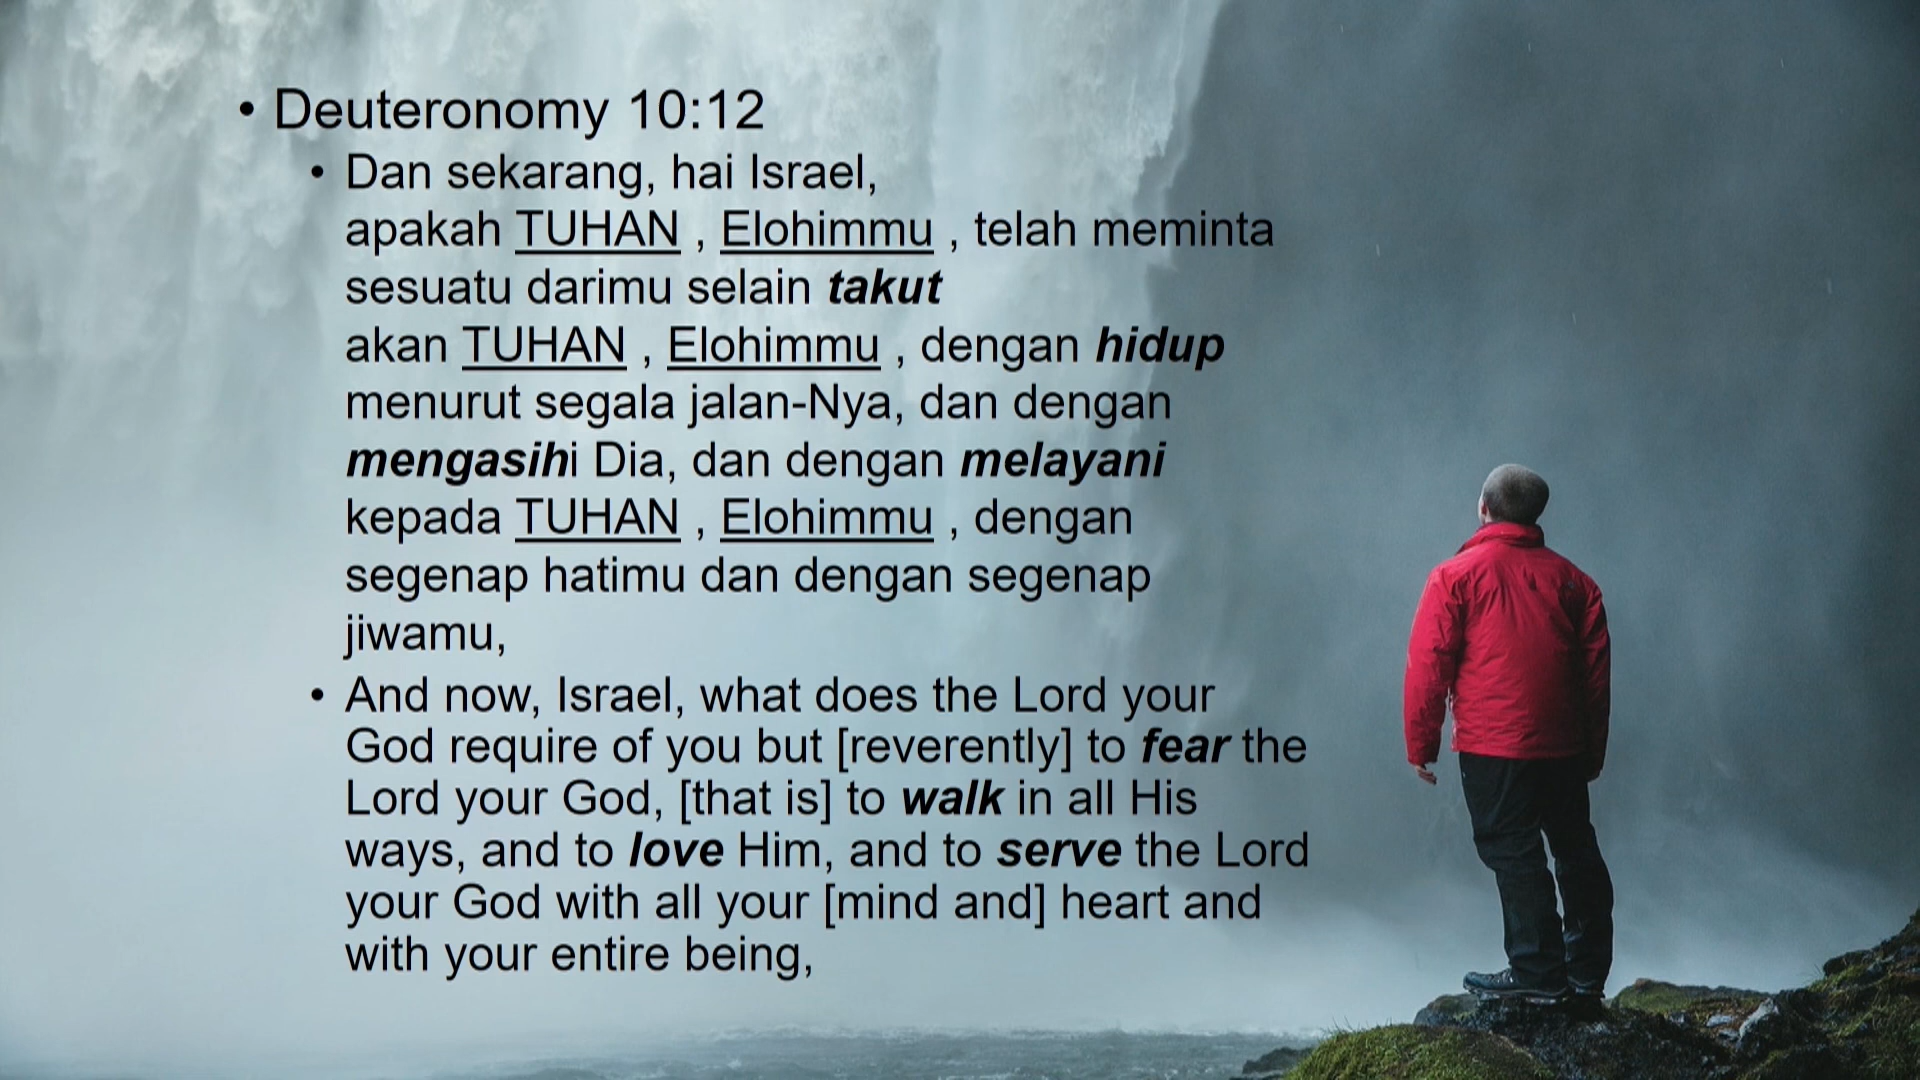 • Deuteronomy 10:12
• Dan sekarang, hai Israel,
apakah TUHAN , Elohimmu , telah meminta
sesuatu darimu selain takut
akan TUHAN , Elohimmu , dengan hidup
menurut segala jalan-Nya, dan dengan
mengasihi Dia, dan dengan melayani
kepada TUHAN , Elohimmu , dengan
segenap hatimu dan dengan segenap
jiwamu,
• And now, Israel, what does the Lord your
God require of you but [reverently] to fear the
Lord your God, [that is] to walk in all His
ways, and to love Him, and to serve the Lord
your God with all your [mind and] heart and
with your entire being,